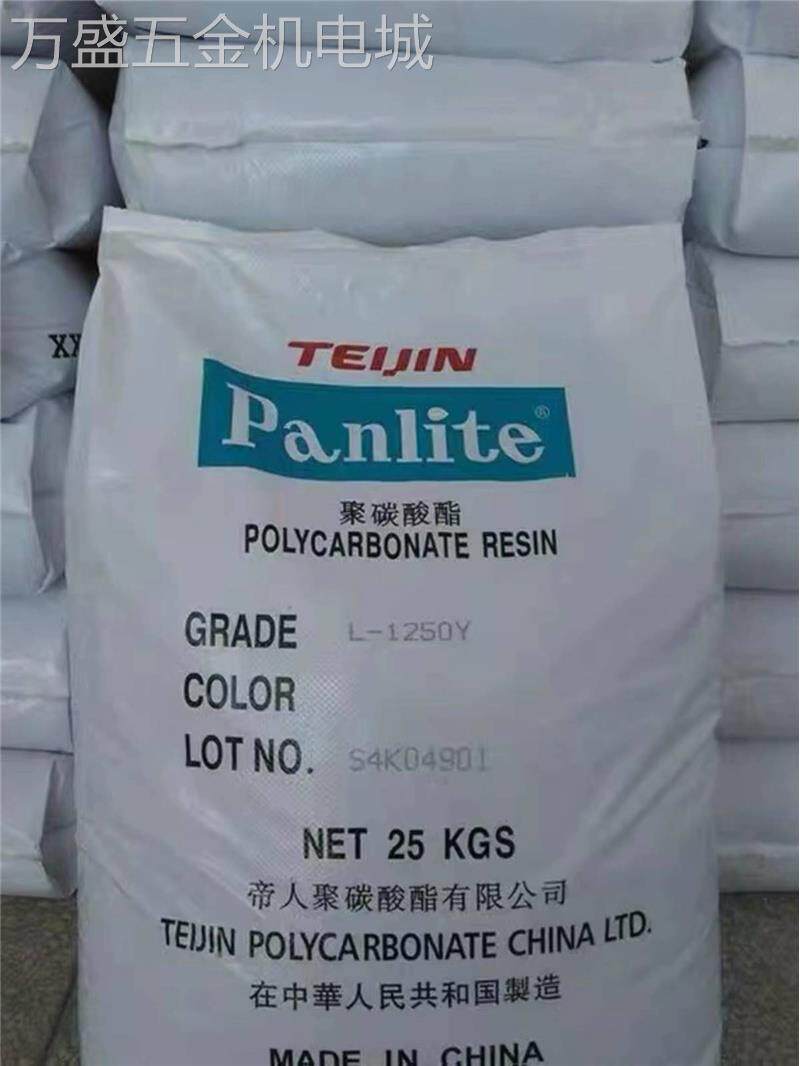 万盛五金机电城
XX
TEIJIN
Panlite®
聚碳酸酯
POLYCARBONATE RESIN
GRADE L-1250Y
COLOR
LOT NO. S4K04901
NET 25 KGS
帝人聚碳酸酯有限公司
TEIJIN POLYCARBONATE CHINA LTD.
在中華人民共和国製造
MADE IN CHINA